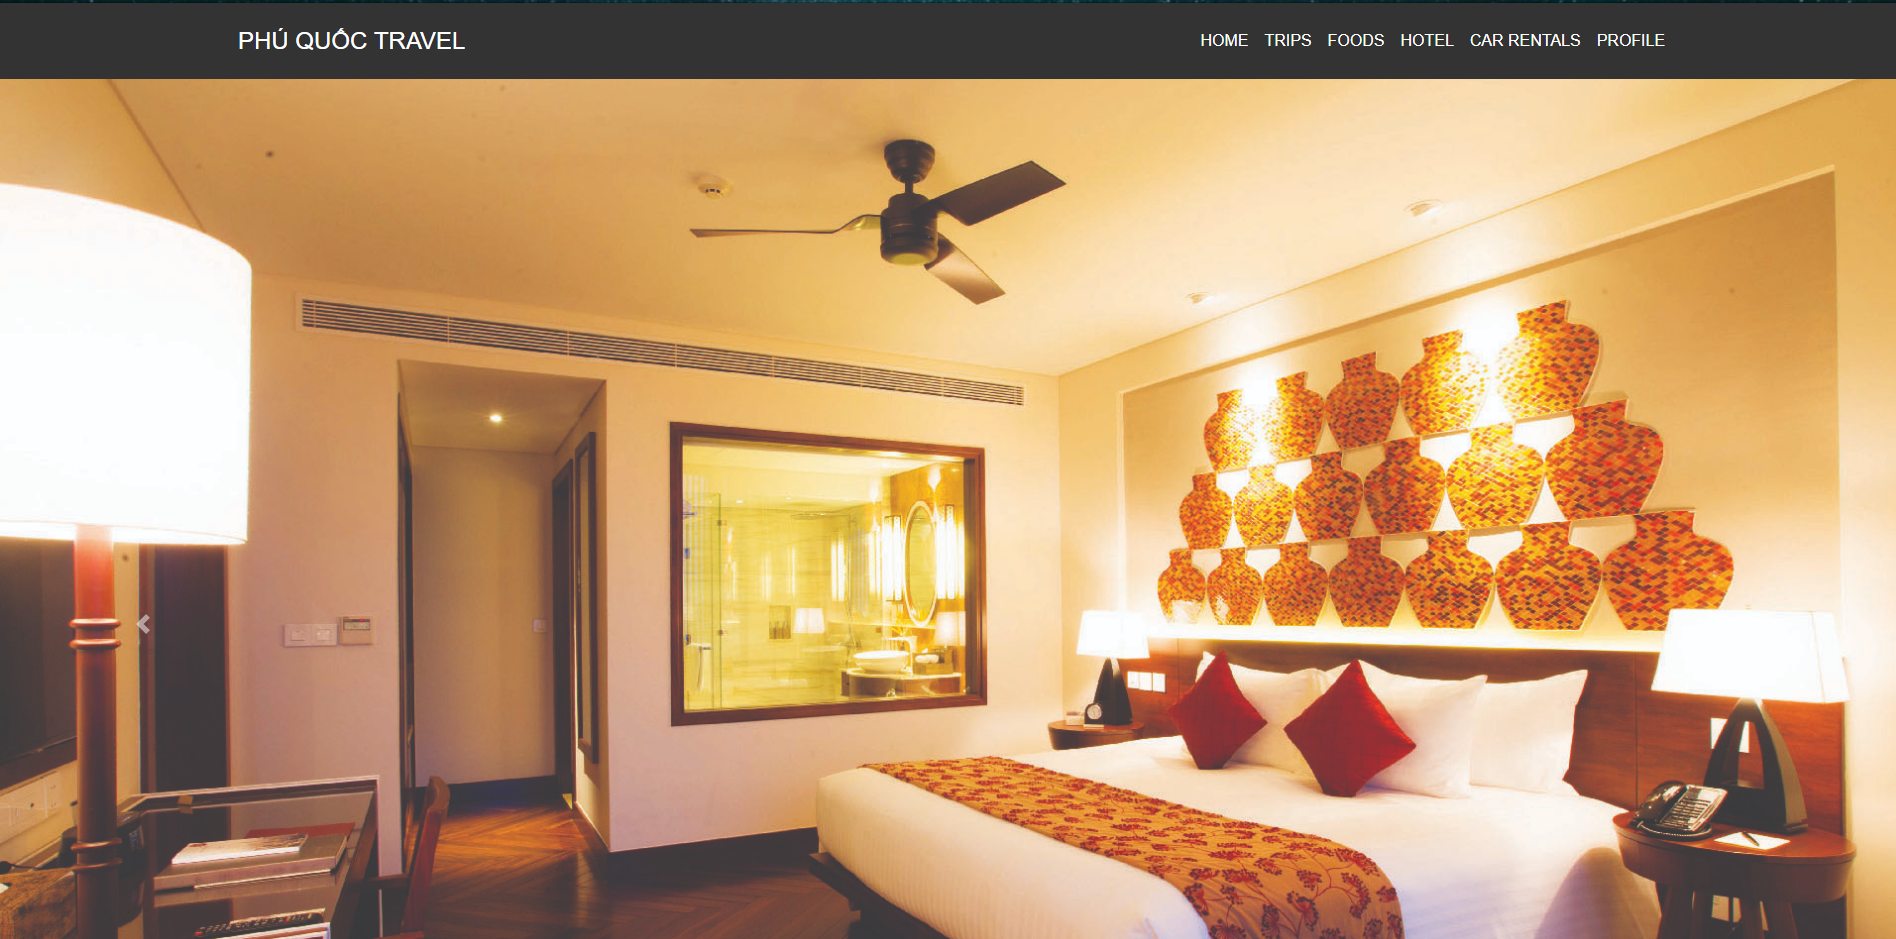 PHÚ QUỐC TRAVEL
HOME TRIPS FOODS HOTEL CAR RENTALS PROFILE